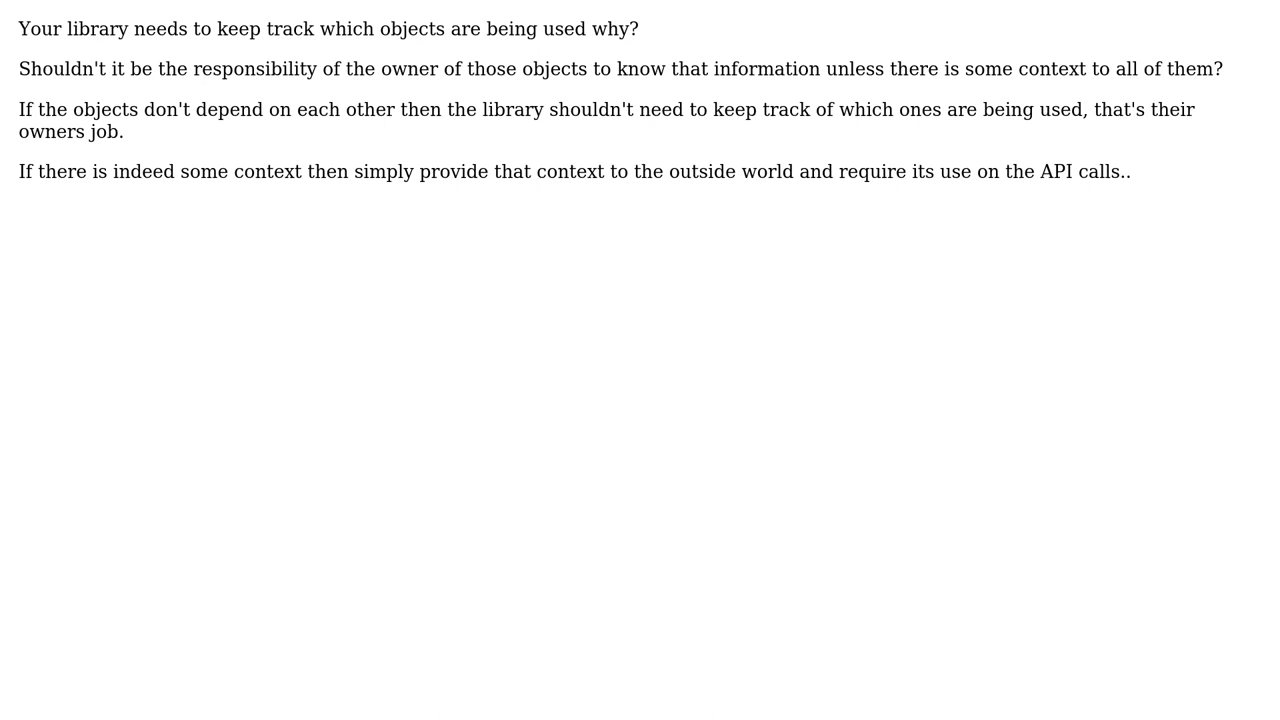 Your library needs to keep track which objects are being used why?
Shouldn't it be the responsibility of the owner of those objects to know that information unless there is some context to all of them?
If the objects don't depend on each other then the library shouldn't need to keep track of which ones are being used, that's their
owners job.
If there is indeed some context then simply provide that context to the outside world and require its use on the API calls..